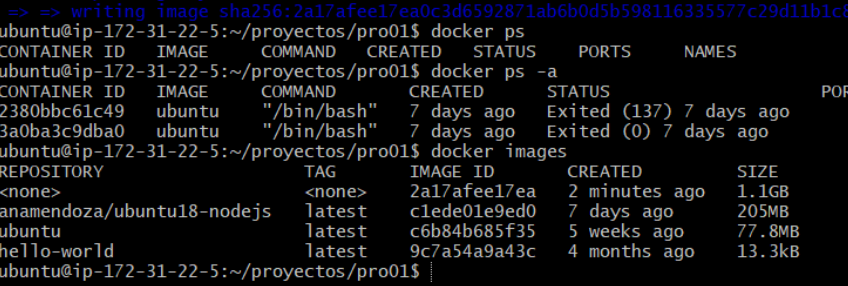 => => writing image sha256:2a17afee17ea0c3d6592871ab6b0d5b598116335577c29d11b1c8
ubuntu@ip-172-31-22-5:~/proyectos/pro01$ docker ps
CONTAINER ID   IMAGE     COMMAND   CREATED   STATUS    PORTS     NAMES
ubuntu@ip-172-31-22-5:~/proyectos/pro01$ docker ps -a
CONTAINER ID   IMAGE     COMMAND       CREATED      STATUS                    POR
2380bbc61c49   ubuntu    "/bin/bash"   7 days ago   Exited (137) 7 days ago
3a0ba3c9dba0   ubuntu    "/bin/bash"   7 days ago   Exited (0) 7 days ago
ubuntu@ip-172-31-22-5:~/proyectos/pro01$ docker images
REPOSITORY                   TAG       IMAGE ID       CREATED         SIZE
<none>                       <none>    2a17afee17ea   2 minutes ago   1.1GB
anamendoza/ubuntu18-nodejs   latest    c1ede01e9ed0   7 days ago      205MB
ubuntu                       latest    c6b84b685f35   5 weeks ago     77.8MB
hello-world                  latest    9c7a54a9a43c   4 months ago    13.3kB
ubuntu@ip-172-31-22-5:~/proyectos/pro01$